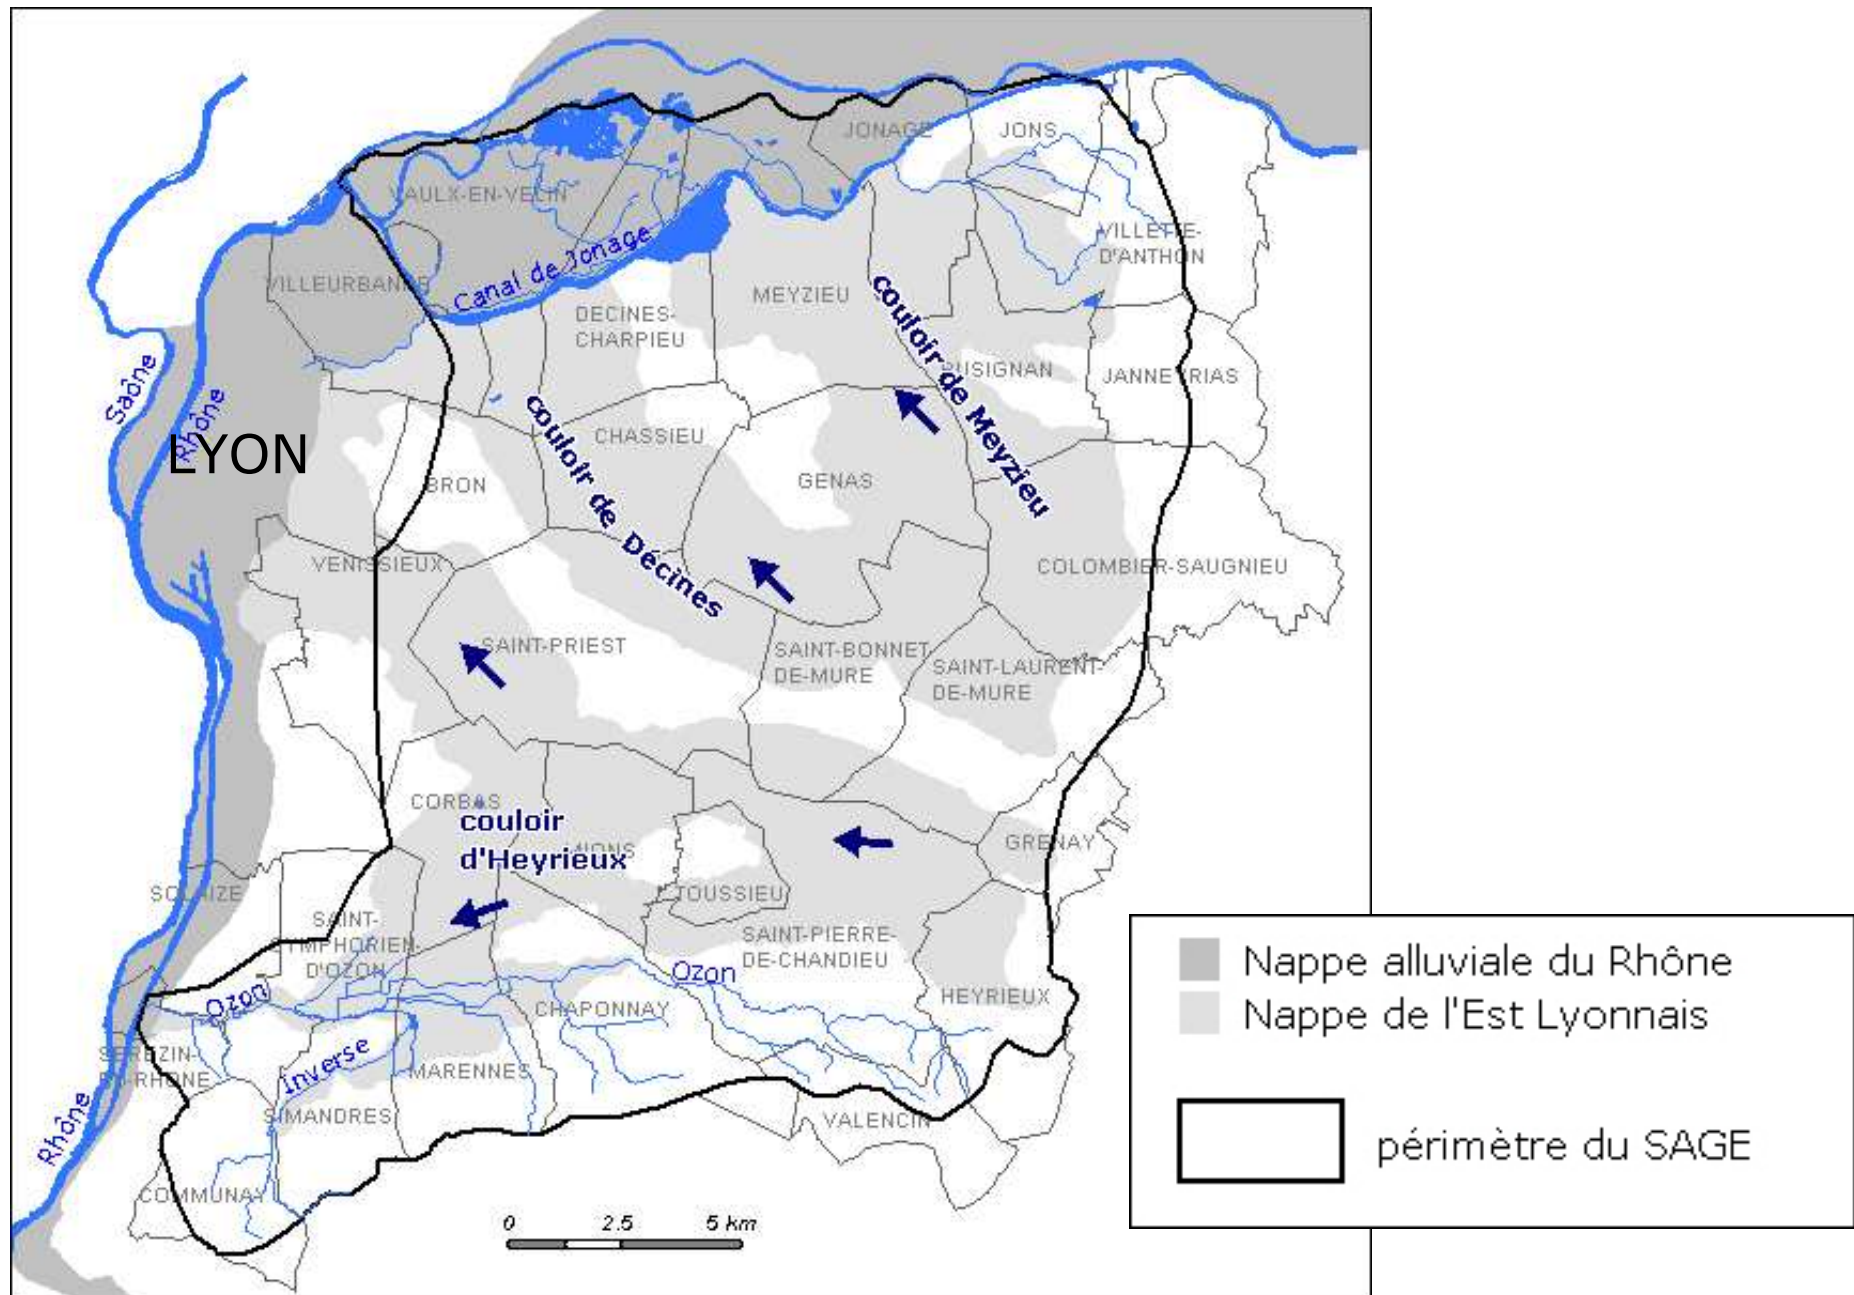 JONAGE
JONS
VAULX-EN-VELIN
VILLETTE-
D'ANTHON
Canal de Jonage
VILLEURBANNE
MEYZIEU
DECINES-
CHARPIEU
couloir de Meyzieu
PUSIGNAN
JANNEYRIAS
Saône
Rhône
LYON
couloir de Décines
CHASSIEU
BRON
GENAS
VENISSIEUX
COLOMBIER-SAUGNIEU
SAINT-PRIEST
SAINT-BONNET
DE-MURE
SAINT-LAURENT-
DE-MURE
CORBAS
couloir
d'Heyrieux
MIONS
GRENAY
SOLAIZE
TOUSSIEU
SAINT-
SYMPHORIEN-
D'OZON
SAINT-PIERRE-
DE-CHANDIEU
Ozon
Ozon
HEYRIEUX
CHAPONNAY
SEREZIN-
DU-RHONE
Inverse
MARENNES
SIMANDRES
VALENCIN
Rhône
COMMUNAY
0 2.5 5 km
Nappe alluviale du Rhône
Nappe de l'Est Lyonnais
périmètre du SAGE